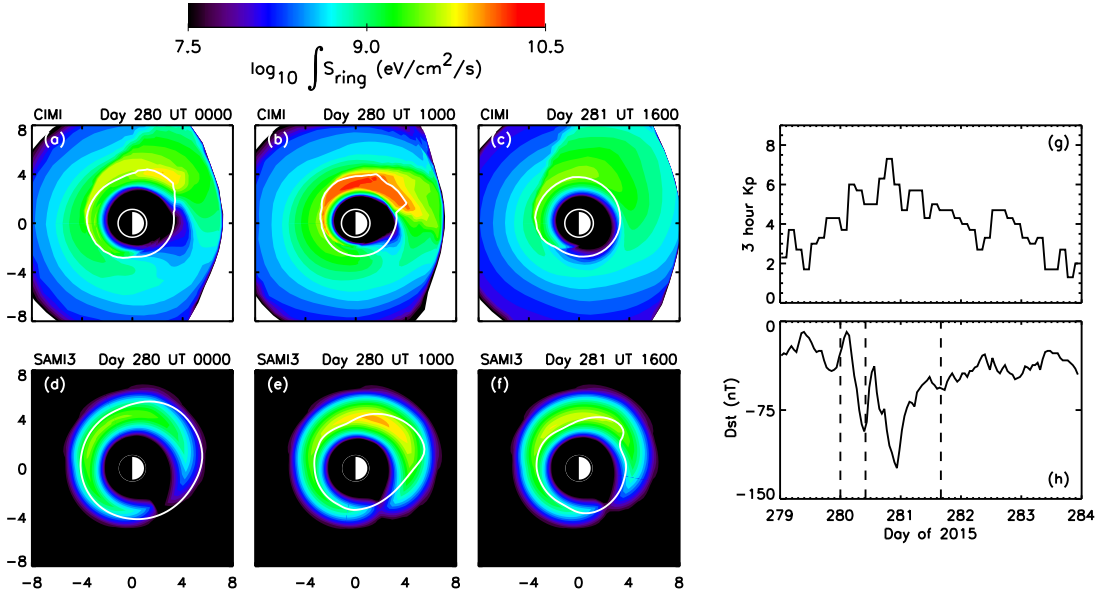 7.5 9.0 10.5
log10 ∫Sring (eV/cm2/s)
CIMI Day 280 UT 0000
CIMI Day 280 UT 1000
CIMI Day 281 UT 1600
(a)
(b)
(c)
8
4
0
−4
−8
SAMI3 Day 280 UT 0000
SAMI3 Day 280 UT 1000
SAMI3 Day 281 UT 1600
(d)
(e)
(f)
8
4
0
−4
−8
−8 −4 0 4 8
−4 0 4 8
−4 0 4 8
(g)
3 hour Kp
8
6
4
2
0
(h)
Dst (nT)
0
−75
−150
279 280 281 282 283 284
Day of 2015